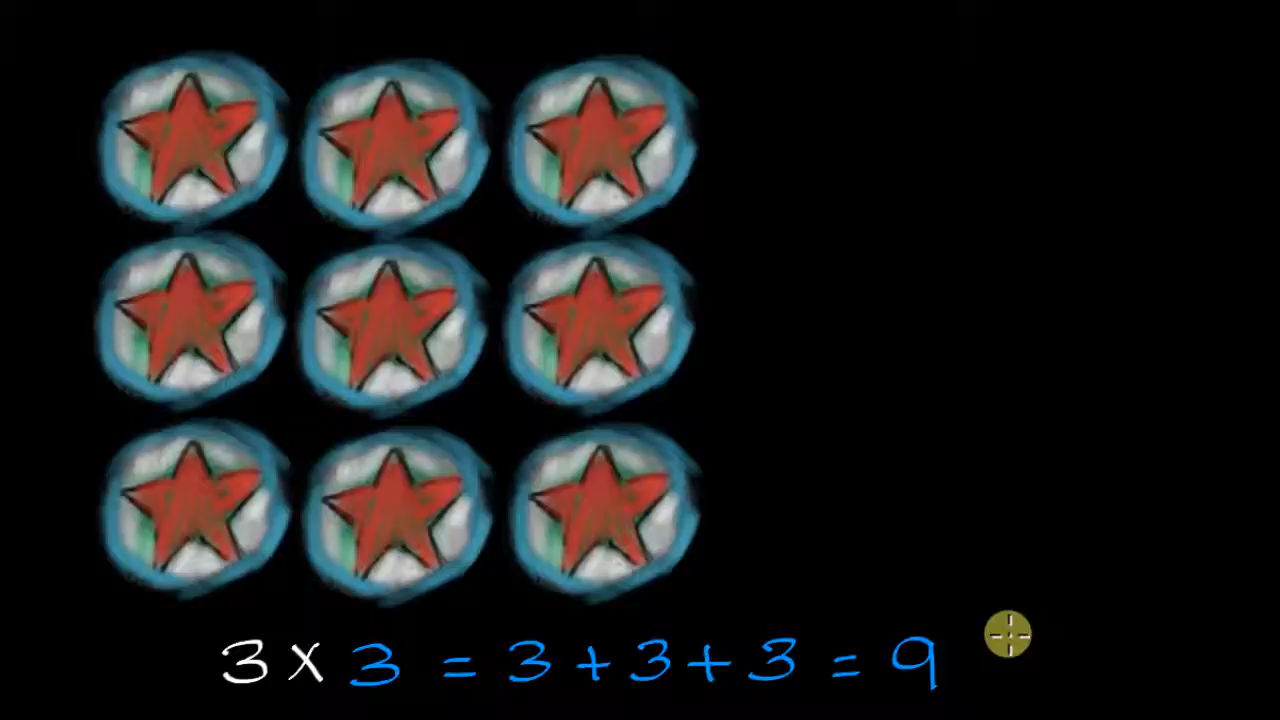 3 × 3 = 3 + 3 + 3 = 9